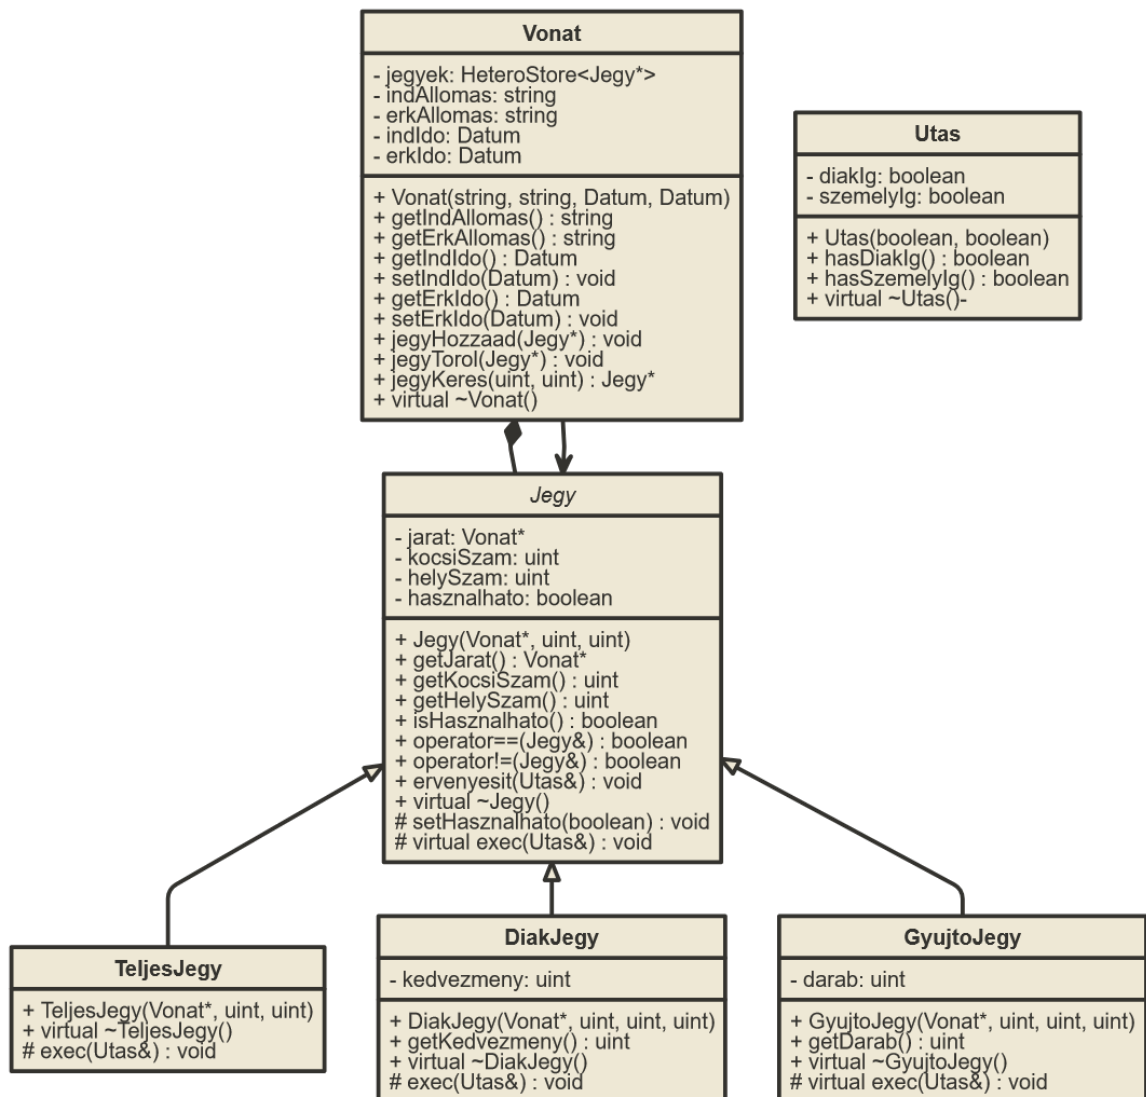 Vonat
- jegyek: HeteroStore<Jegy*>
- indAllomas: string
- erkAllomas: string
- indIdo: Datum
- erkIdo: Datum
+ Vonat(string, string, Datum, Datum)
+ getIndAllomas() : string
+ getErkAllomas() : string
+ getIndIdo() : Datum
+ setIndIdo(Datum) : void
+ getErkIdo() : Datum
+ setErkIdo(Datum) : void
+ jegyHozzaad(Jegy*) : void
+ jegyTorol(Jegy*) : void
+ jegyKeres(uint, uint) : Jegy*
+ virtual ~Vonat()
Utas
- diakIg: boolean
- szemelyIg: boolean
+ Utas(boolean, boolean)
+ hasDiakIg() : boolean
+ hasSzemelyIg() : boolean
+ virtual ~Utas()-
Jegy
- jarat: Vonat*
- kocsiSzam: uint
- helySzam: uint
- hasznalhato: boolean
+ Jegy(Vonat*, uint, uint)
+ getJarat() : Vonat*
+ getKocsiSzam() : uint
+ getHelySzam() : uint
+ isHasznalhato() : boolean
+ operator==(Jegy&) : boolean
+ operator!=(Jegy&) : boolean
+ ervenyesit(Utas&) : void
+ virtual ~Jegy()
# setHasznalhato(boolean) : void
# virtual exec(Utas&) : void
TeljesJegy
+ TeljesJegy(Vonat*, uint, uint)
+ virtual ~TeljesJegy()
# exec(Utas&) : void
DiakJegy
- kedvezmeny: uint
+ DiakJegy(Vonat*, uint, uint, uint)
+ getKedvezmeny() : uint
+ virtual ~DiakJegy()
# exec(Utas&) : void
GyujtoJegy
- darab: uint
+ GyujtoJegy(Vonat*, uint, uint, uint)
+ getDarab() : uint
+ virtual ~GyujtoJegy()
# virtual exec(Utas&) : void